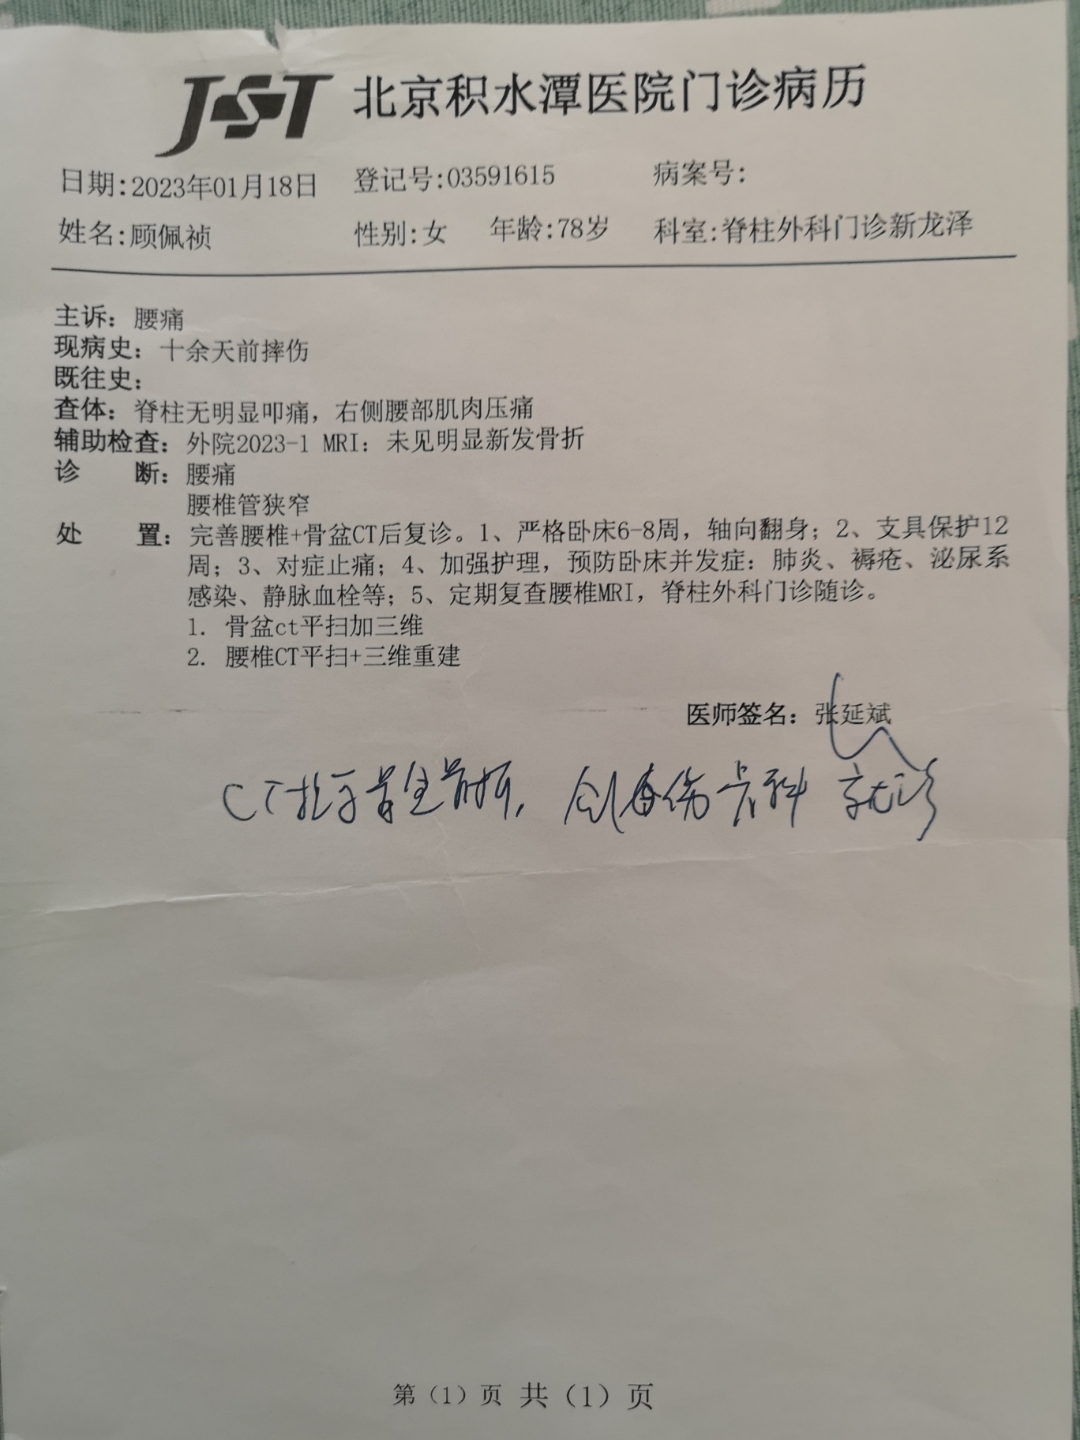 JST 北京积水潭医院门诊病历
日期:2023年01月18日 登记号:03591615 病案号:
姓名:顾佩祯 性别:女 年龄:78岁 科室:脊柱外科门诊新龙泽
主诉：腰痛
现病史：十余天前摔伤
既往史：
查体：脊柱无明显叩痛，右侧腰部肌肉压痛
辅助检查：外院2023-1 MRI：未见明显新发骨折
诊 断：腰痛
腰椎管狭窄
处 置：完善腰椎+骨盆CT后复诊。1、严格卧床6-8周，轴向翻身；2、支具保护12
周；3、对症止痛；4、加强护理，预防卧床并发症：肺炎、褥疮、泌尿系
感染、静脉血栓等；5、定期复查腰椎MRI，脊柱外科门诊随诊。
1. 骨盆ct平扫加三维
2. 腰椎CT平扫+三维重建
医师签名：张延斌
CT提示骨盆骨折，创伤骨科就诊
第（1）页 共（1）页